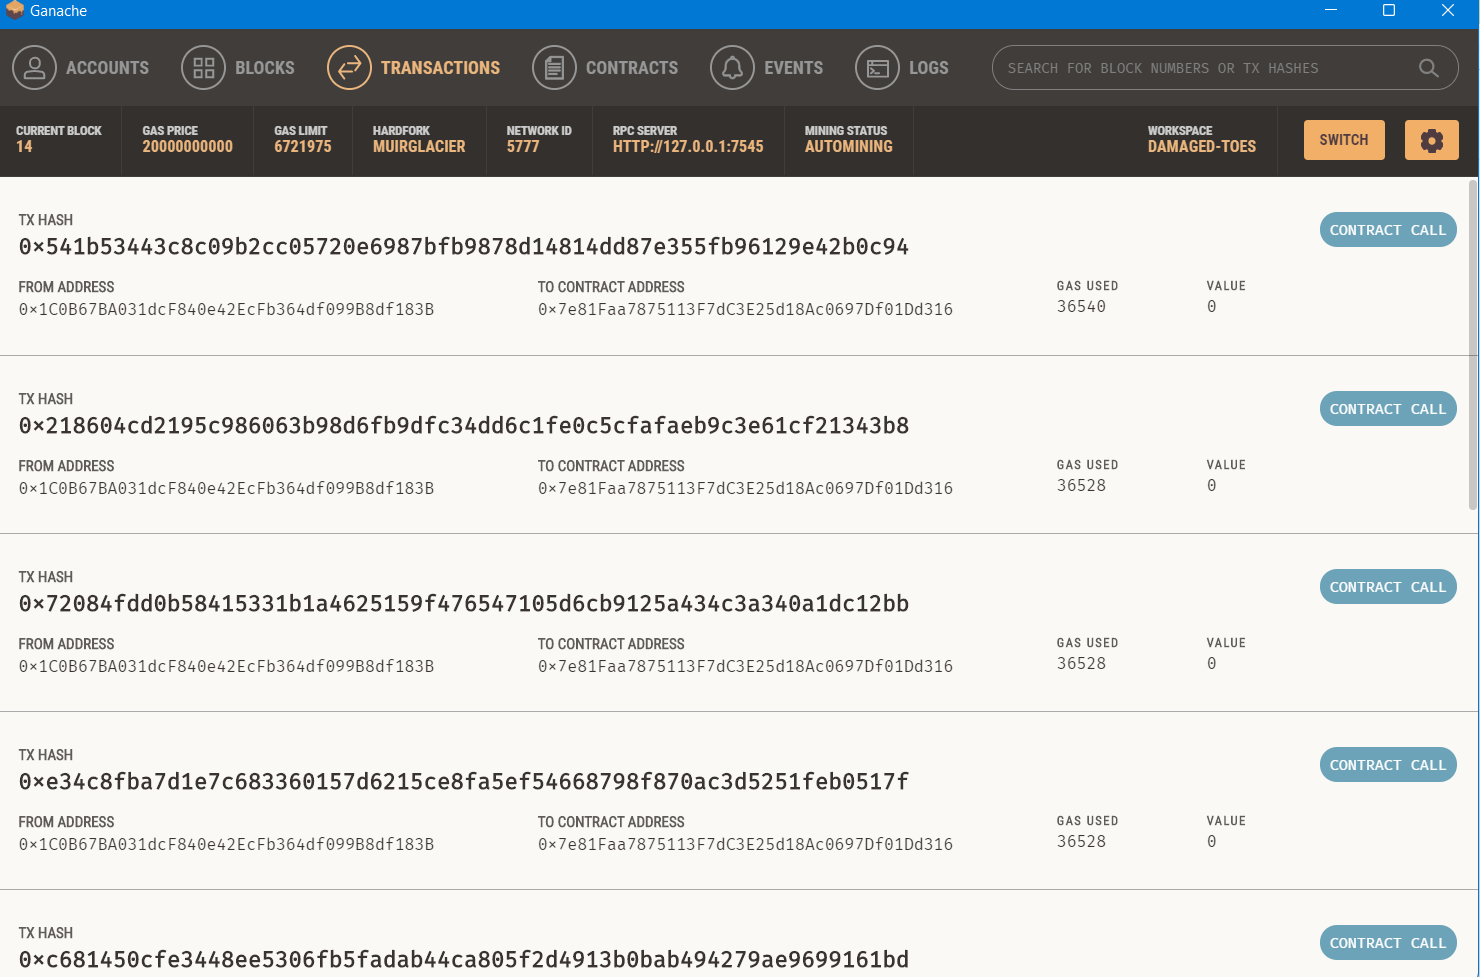 Ganache
ACCOUNTS BLOCKS TRANSACTIONS CONTRACTS EVENTS LOGS SEARCH FOR BLOCK NUMBERS OR TX HASHES
CURRENT BLOCK GAS PRICE GAS LIMIT HARDFORK NETWORK ID RPC SERVER MINING STATUS WORKSPACE
14 20000000000 6721975 MUIRGLACIER 5777 HTTP://127.0.0.1:7545 AUTOMINING DAMAGED-TOES SWITCH
TX HASH
0×541b53443c8c09b2cc05720e6987bfb9878d14814dd87e355fb96129e42b0c94 CONTRACT CALL
FROM ADDRESS TO CONTRACT ADDRESS GAS USED VALUE
0×1C0B67BA031dcF840e42EcFb364df099B8df183B 0×7e81Faa7875113F7dC3E25d18Ac0697Df01Dd316 36540 0
TX HASH
0×218604cd2195c986063b98d6fb9dfc34dd6c1fe0c5cfafaeb9c3e61cf21343b8 CONTRACT CALL
FROM ADDRESS TO CONTRACT ADDRESS GAS USED VALUE
0×1C0B67BA031dcF840e42EcFb364df099B8df183B 0×7e81Faa7875113F7dC3E25d18Ac0697Df01Dd316 36528 0
TX HASH
0×72084fdd0b58415331b1a4625159f476547105d6cb9125a434c3a340a1dc12bb CONTRACT CALL
FROM ADDRESS TO CONTRACT ADDRESS GAS USED VALUE
0×1C0B67BA031dcF840e42EcFb364df099B8df183B 0×7e81Faa7875113F7dC3E25d18Ac0697Df01Dd316 36528 0
TX HASH
0×e34c8fba7d1e7c683360157d6215ce8fa5ef54668798f870ac3d5251feb0517f CONTRACT CALL
FROM ADDRESS TO CONTRACT ADDRESS GAS USED VALUE
0×1C0B67BA031dcF840e42EcFb364df099B8df183B 0×7e81Faa7875113F7dC3E25d18Ac0697Df01Dd316 36528 0
TX HASH
0×c681450cfe3448ee5306fb5fadab44ca805f2d4913b0bab494279ae9699161bd CONTRACT CALL